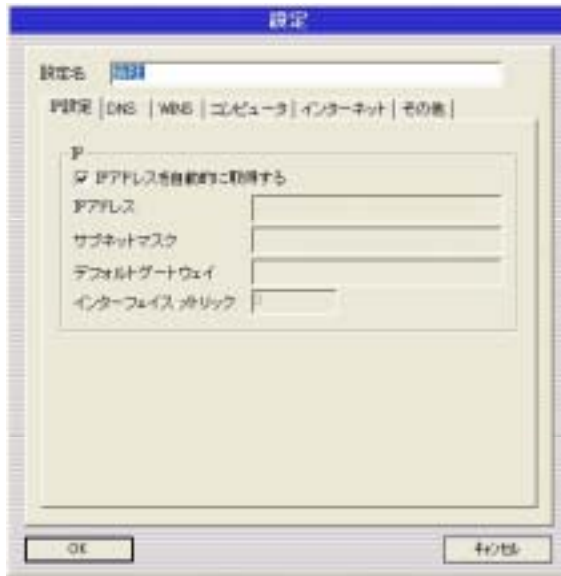 設定
設定名
IP設定 DNS WINS コンピュータ インターネット その他
IP
IPアドレスを自動的に取得する
IPアドレス
サブネットマスク
デフォルトゲートウェイ
インターフェイスメトリック 0
OK キャンセル